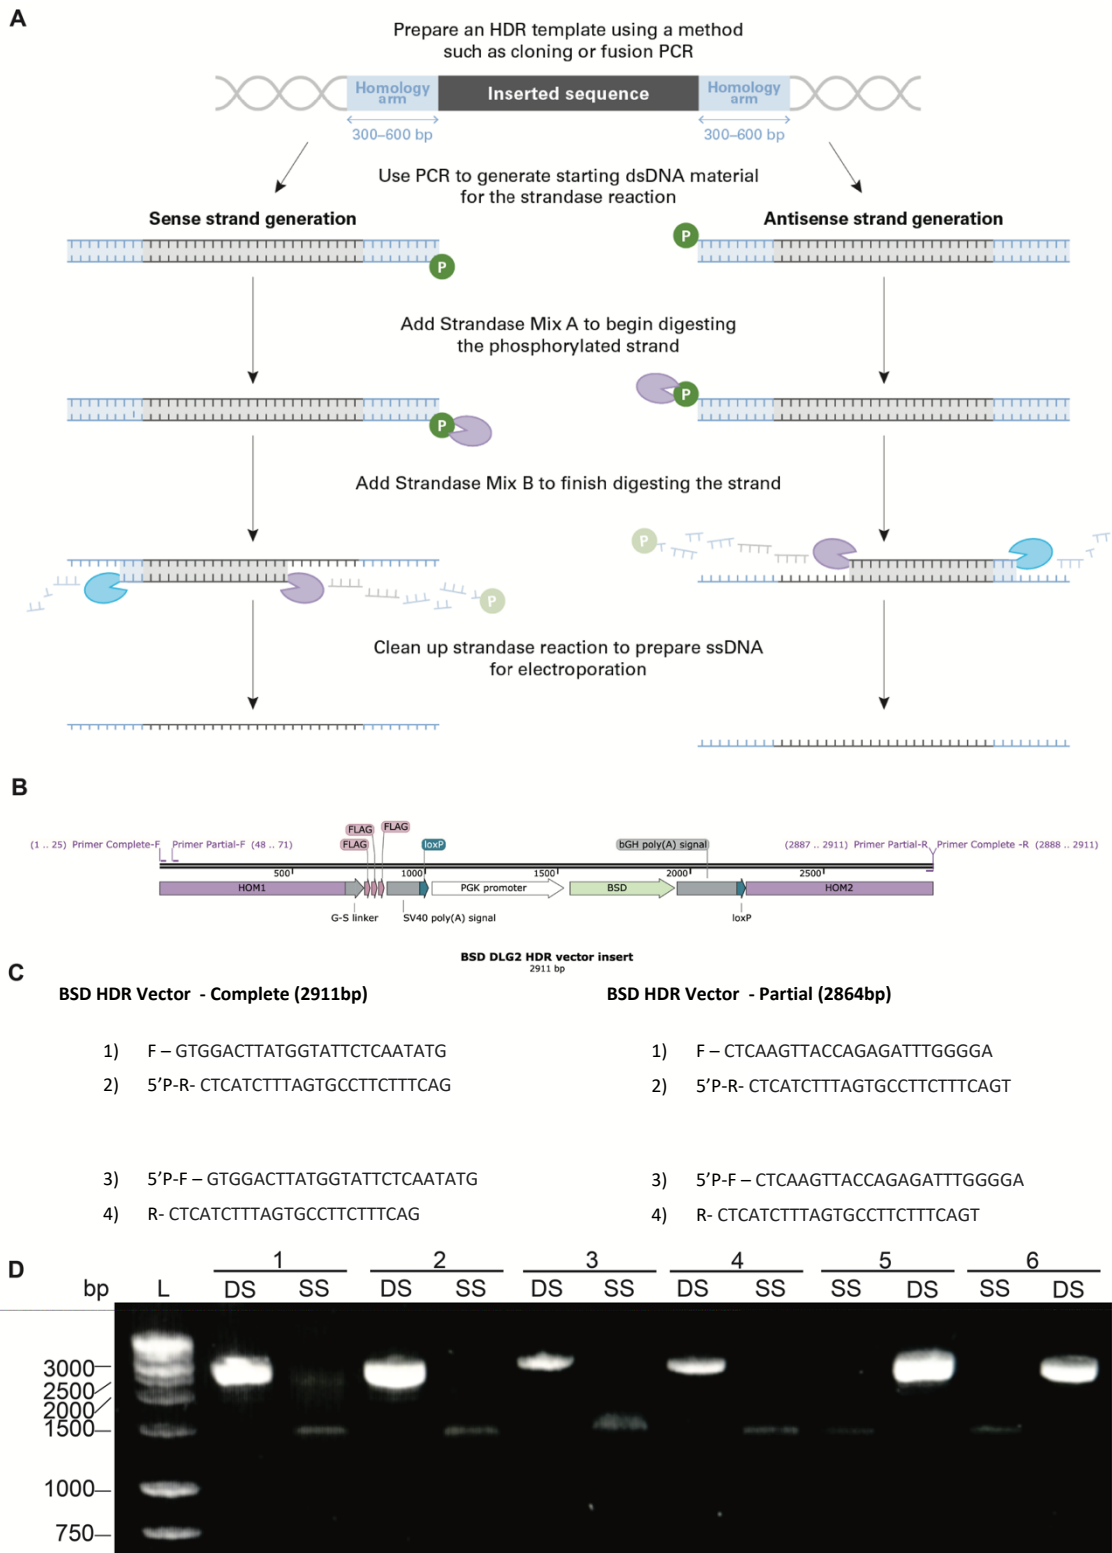 A
Prepare an HDR template using a method
such as cloning or fusion PCR
Homology
arm
Inserted sequence
Homology
arm
300–600 bp
300–600 bp
Use PCR to generate starting dsDNA material
for the strandase reaction
Sense strand generation
Antisense strand generation
P
P
Add Strandase Mix A to begin digesting
the phosphorylated strand
P
P
Add Strandase Mix B to finish digesting the strand
P
P
Clean up strandase reaction to prepare ssDNA
for electroporation
B
FLAG
FLAG
(1 .. 25) Primer Complete-F
Primer Partial-F (48 .. 71)
FLAG
loxP
bGH poly(A) signal
(2887 .. 2911) Primer Partial-R
Primer Complete -R (2888 .. 2911)
500
1000
1500
2000
2500
HOM1
PGK promoter
BSD
HOM2
G-S linker
SV40 poly(A) signal
loxP
BSD DLG2 HDR vector insert
2911 bp
C
BSD HDR Vector - Complete (2911bp)
1) F – GTGGACTTATGGTATTCTCAATATG
2) 5'P-R- CTCATCTTTAGTGCCTTCTTTCAG
3) 5'P-F – GTGGACTTATGGTATTCTCAATATG
4) R- CTCATCTTTAGTGCCTTCTTTCAG
BSD HDR Vector - Partial (2864bp)
1) F – CTCAAGTTACCAGAGATTTGGGGA
2) 5'P-R- CTCATCTTTAGTGCCTTCTTTCAGT
3) 5'P-F – CTCAAGTTACCAGAGATTTGGGGA
4) R- CTCATCTTTAGTGCCTTCTTTCAGT
D
1 2 3 4 5 6
bp L DS SS DS SS DS SS DS SS SS DS SS DS
3000
2500
2000
1500
1000
750